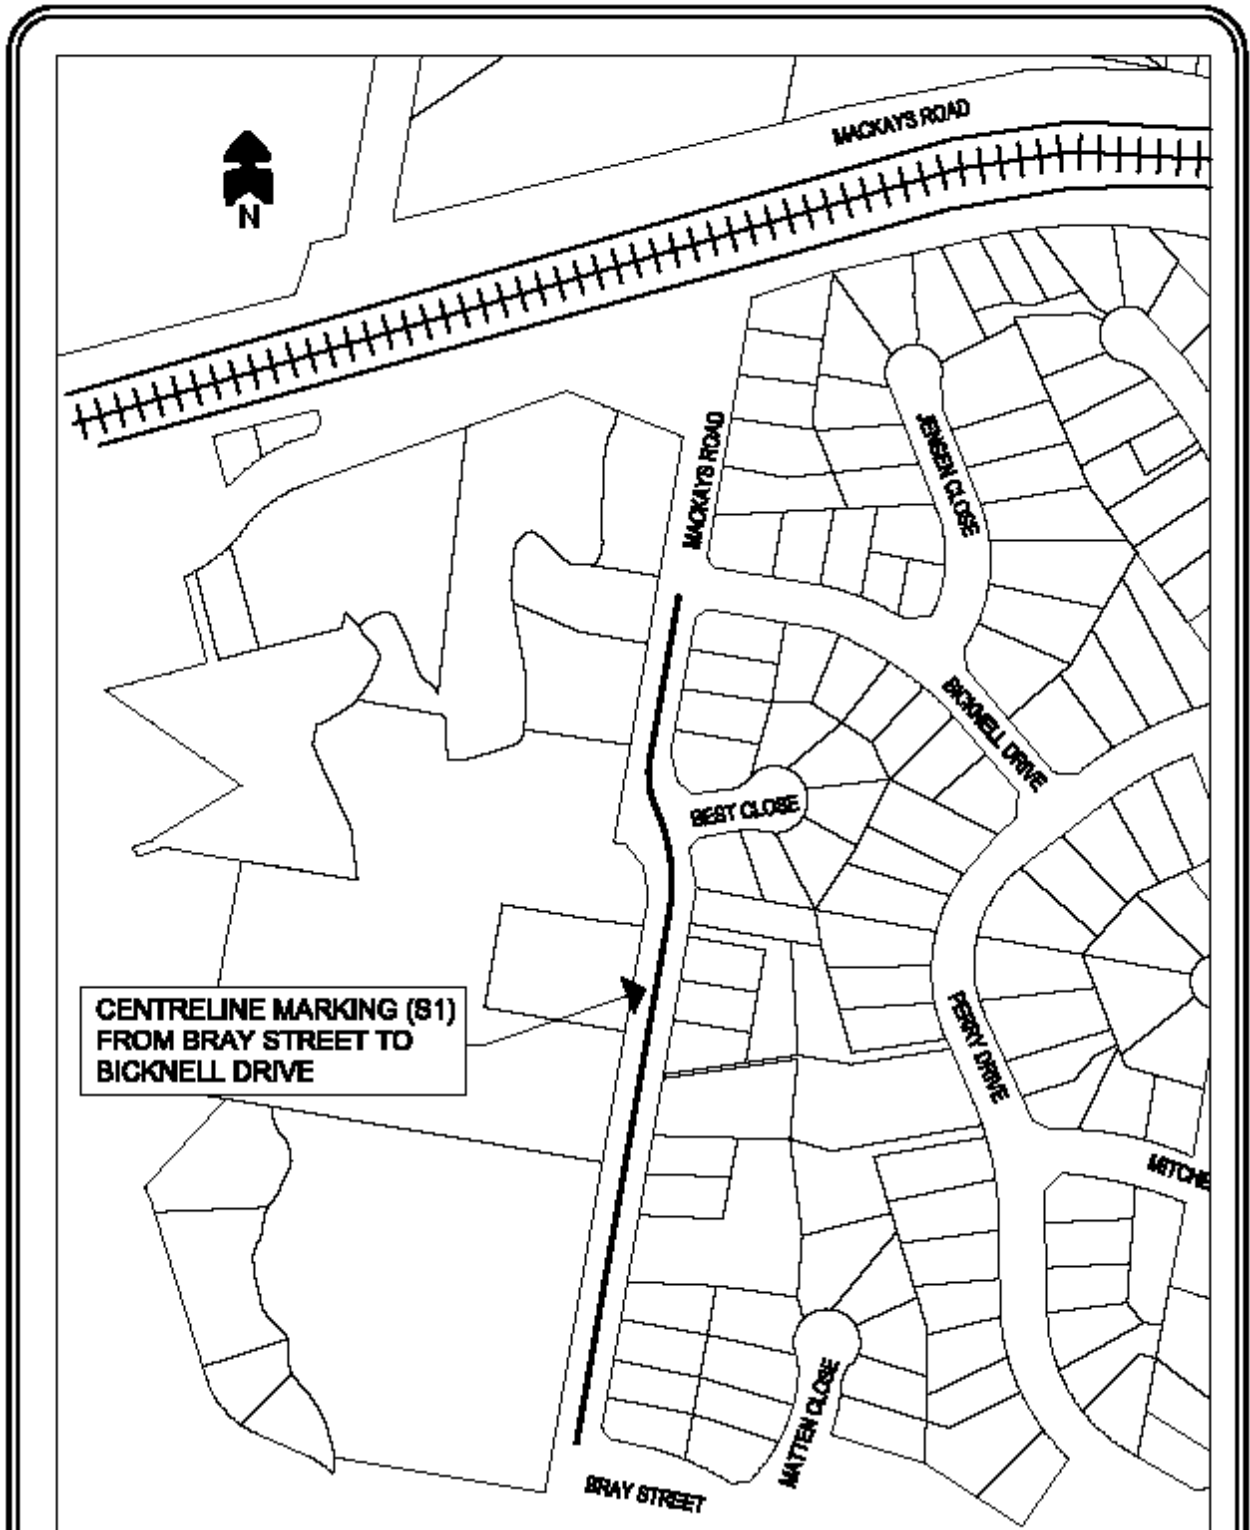 MACKAYS ROAD
N
MACKAYS ROAD
JENSEN CLOSE
BICKNELL DRIVE
BEST CLOSE
CENTRELINE MARKING (S1)
FROM BRAY STREET TO
BICKNELL DRIVE
PERRY DRIVE
MITCHE
MATTEN CLOSE
BRAY STREET